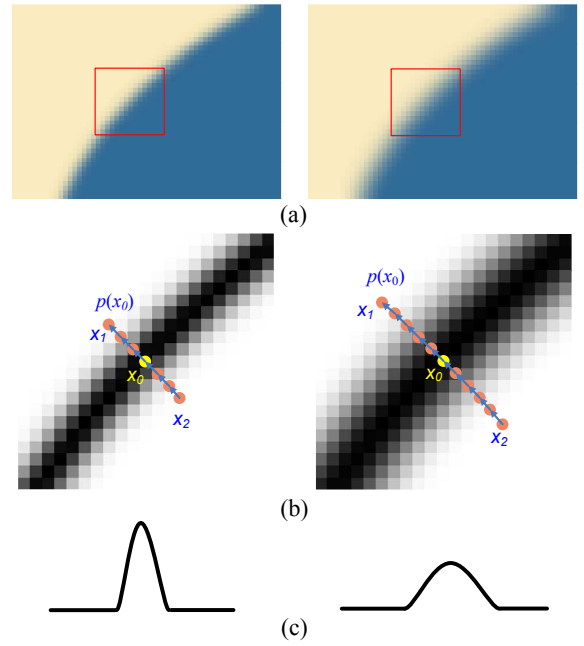 (a)
p(x₀)
x₁
x₀
x₂
p(x₀)
x₁
x₀
x₂
(b)
(c)